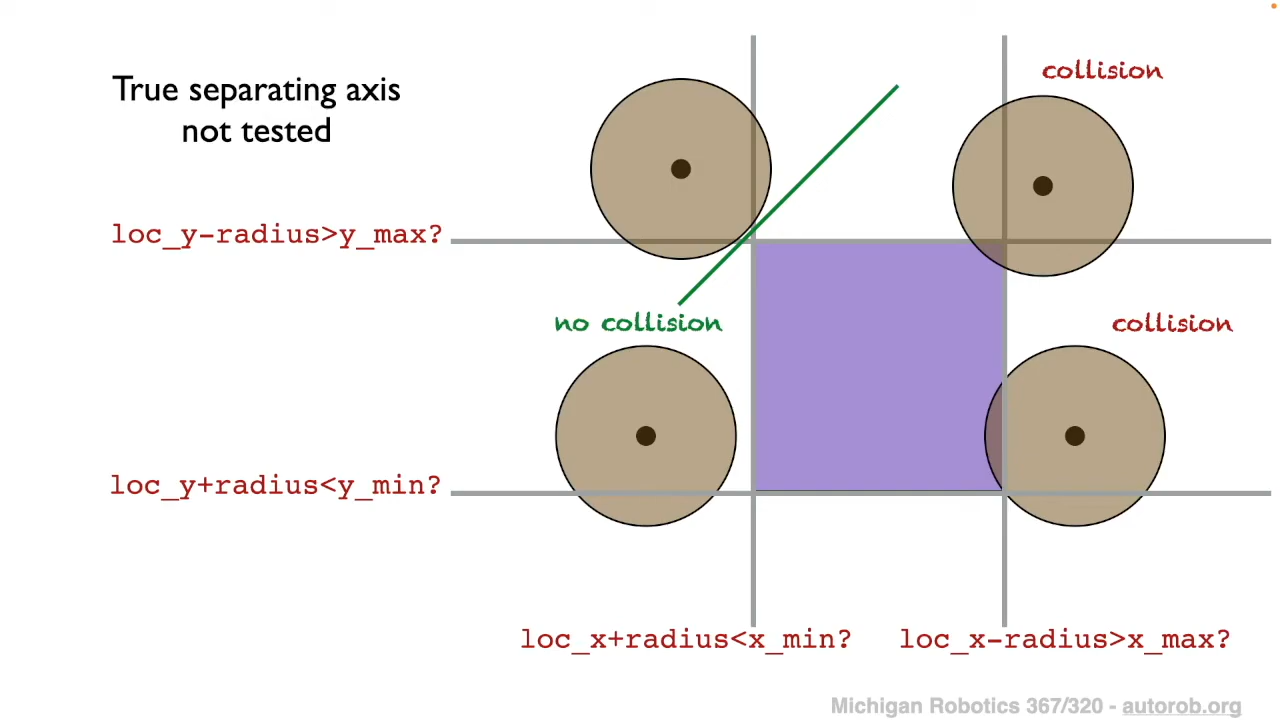 True separating axis
not tested
collision
loc_y-radius>y_max?
no collision
collision
loc_y+radius<y_min?
loc_x+radius<x_min?
loc_x-radius>x_max?
Michigan Robotics 367/320 - autorob.org